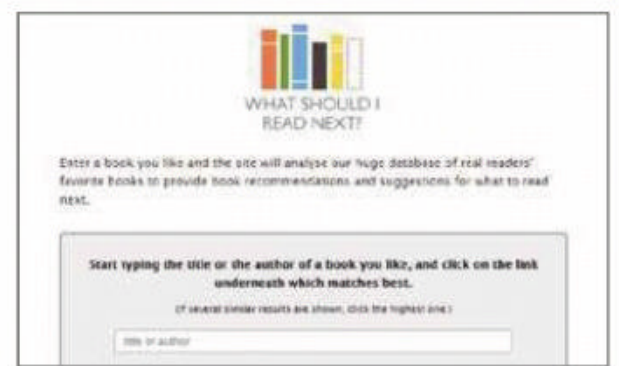 WHAT SHOULD I
READ NEXT?
Enter a book you like and the site will analyse our huge database of real readers'
favorite books to provide book recommendations and suggestions for what to read
next.
Start typing the title or the author of a book you like, and click on the link
underneath which matches best.
(If several similar results are shown, click the highest one.)
title or author